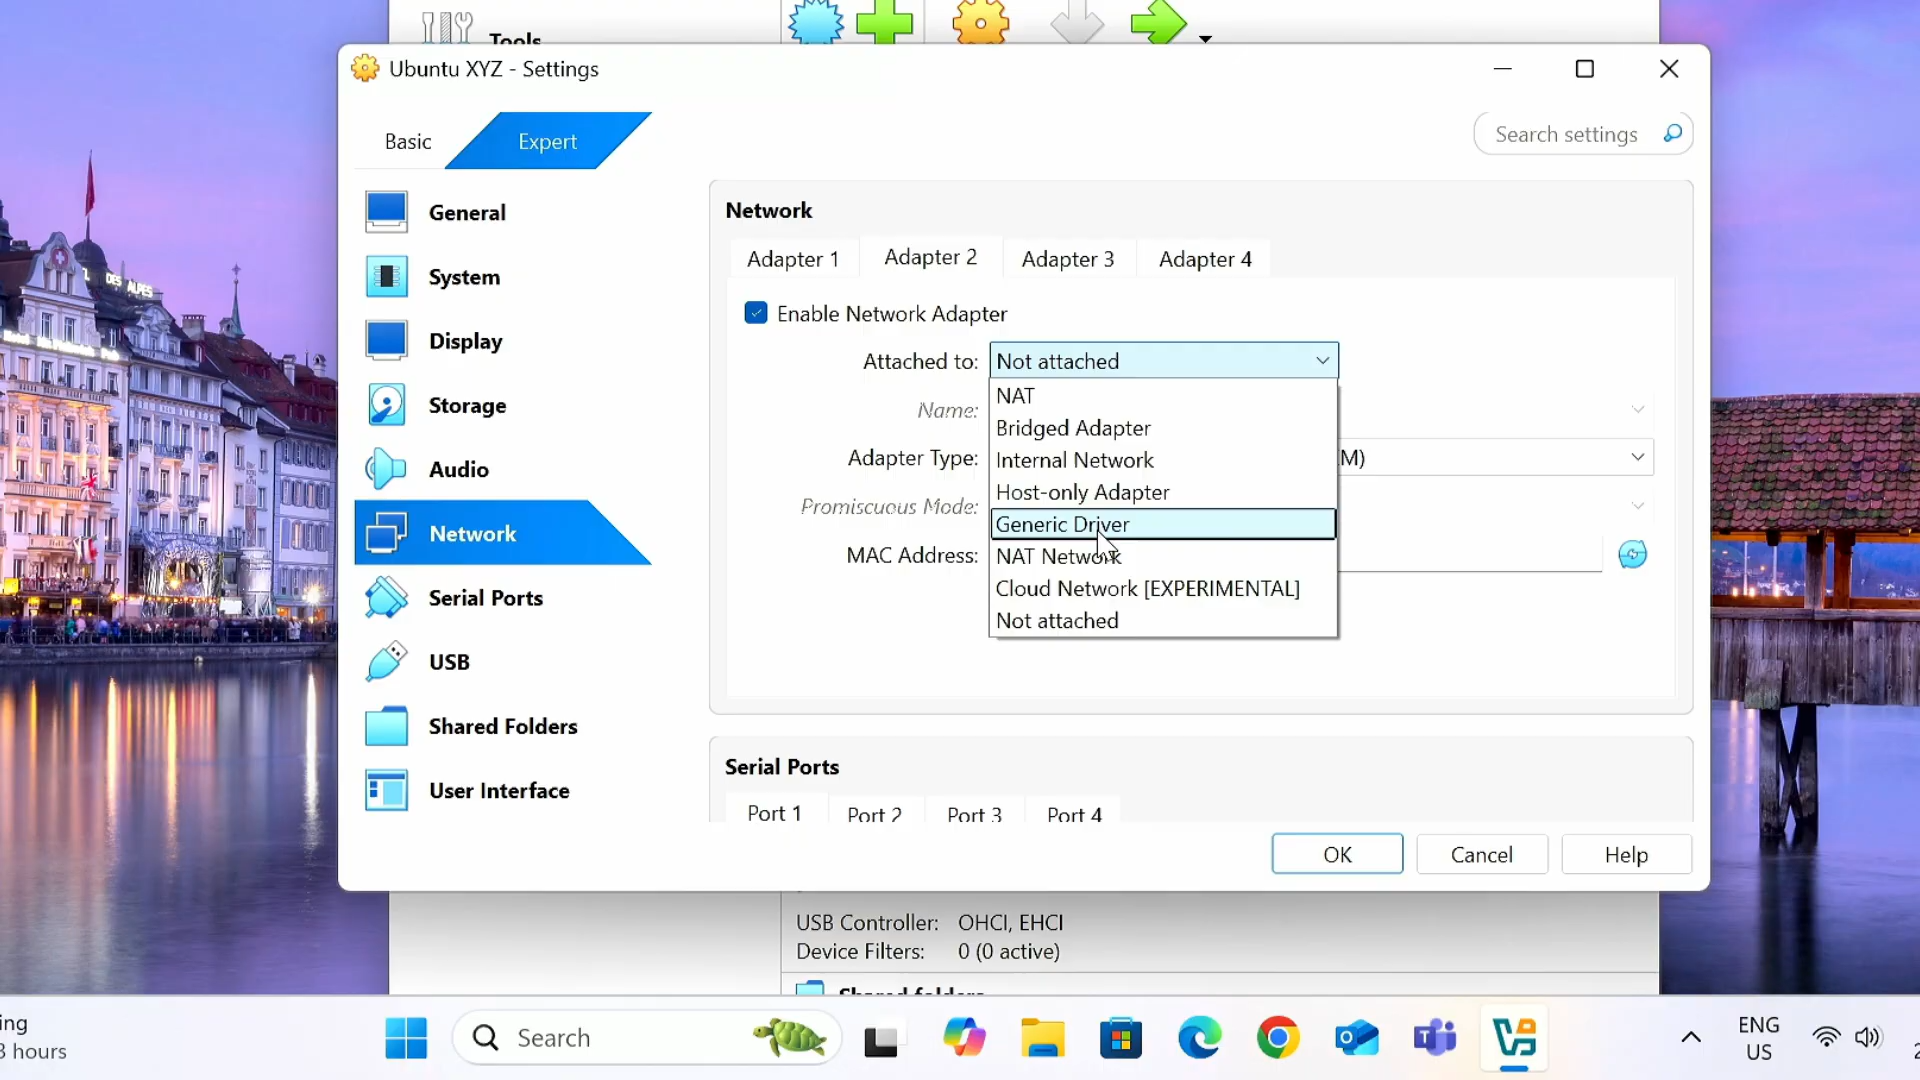 Tools
Ubuntu XYZ - Settings
Basic
Expert
Search settings
General
System
Display
Storage
Audio
Network
Serial Ports
USB
Shared Folders
User Interface
Network
Adapter 1
Adapter 2
Adapter 3
Adapter 4
Enable Network Adapter
Attached to:
Not attached
NAT
Bridged Adapter
Internal Network
Host-only Adapter
Generic Driver
NAT Network
Cloud Network [EXPERIMENTAL]
Not attached
Name:
Adapter Type:
M)
Promiscuous Mode:
MAC Address:
Serial Ports
Port 1
Port 2
Port 3
Port 4
OK
Cancel
Help
USB Controller: OHCI, EHCI
Device Filters: 0 (0 active)
Shared folders
DES ALPES
ing
3 hours
Search
ENG
US
2